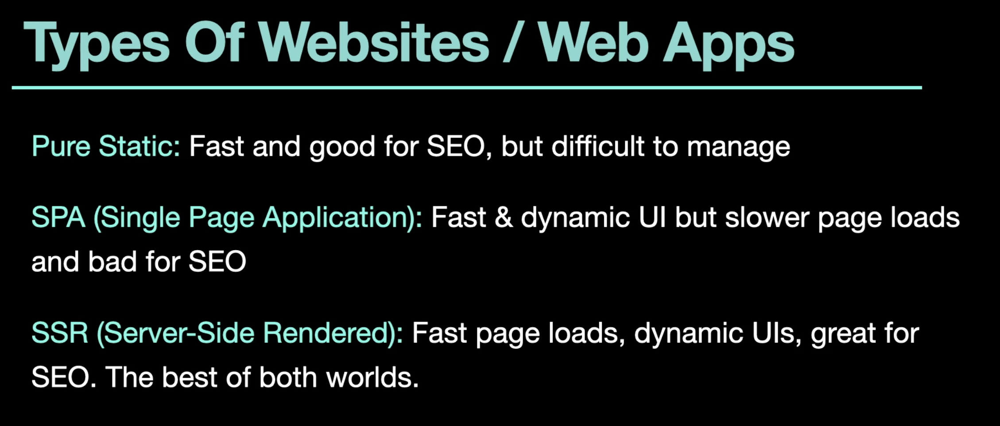 Types Of Websites / Web Apps
Pure Static: Fast and good for SEO, but difficult to manage
SPA (Single Page Application): Fast & dynamic UI but slower page loads
and bad for SEO
SSR (Server-Side Rendered): Fast page loads, dynamic UIs, great for
SEO. The best of both worlds.